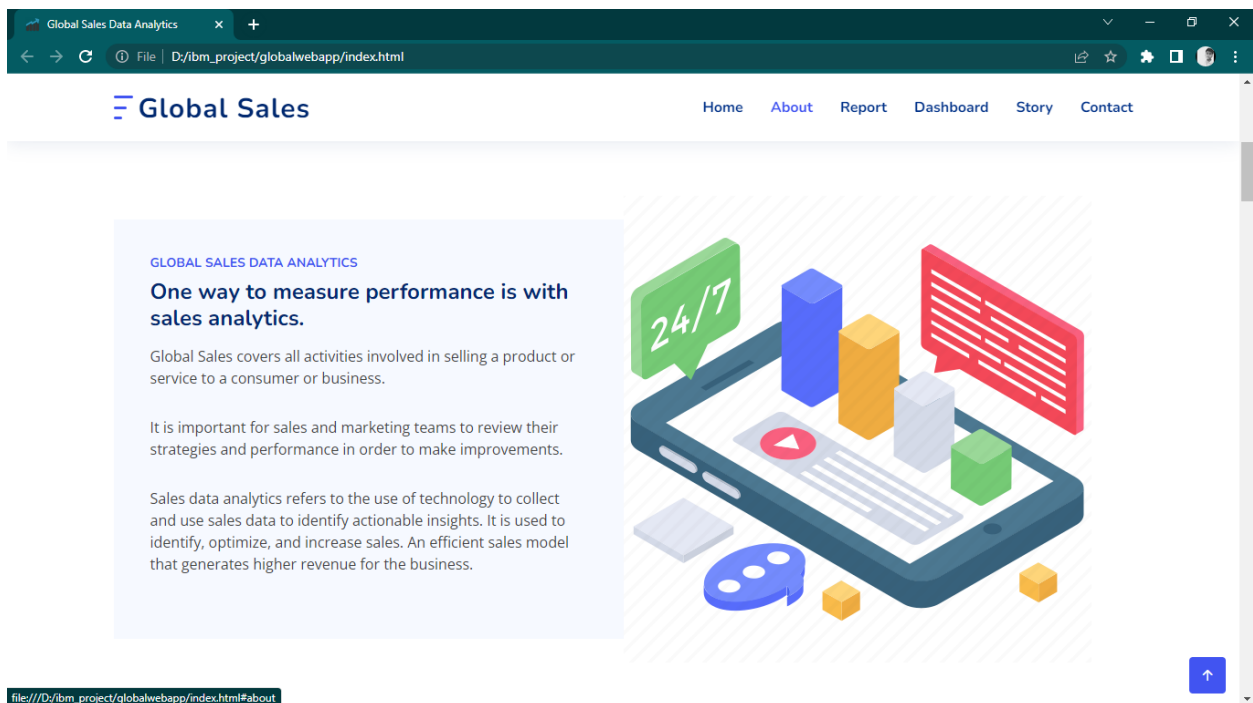 Global Sales Data Analytics
File | D:/ibm_project/globalwebapp/index.html
Global Sales
Home About Report Dashboard Story Contact
GLOBAL SALES DATA ANALYTICS
One way to measure performance is with
sales analytics.
Global Sales covers all activities involved in selling a product or
service to a consumer or business.
It is important for sales and marketing teams to review their
strategies and performance in order to make improvements.
Sales data analytics refers to the use of technology to collect
and use sales data to identify actionable insights. It is used to
identify, optimize, and increase sales. An efficient sales model
that generates higher revenue for the business.
24/7
file:///D:/ibm_project/globalwebapp/index.html#about